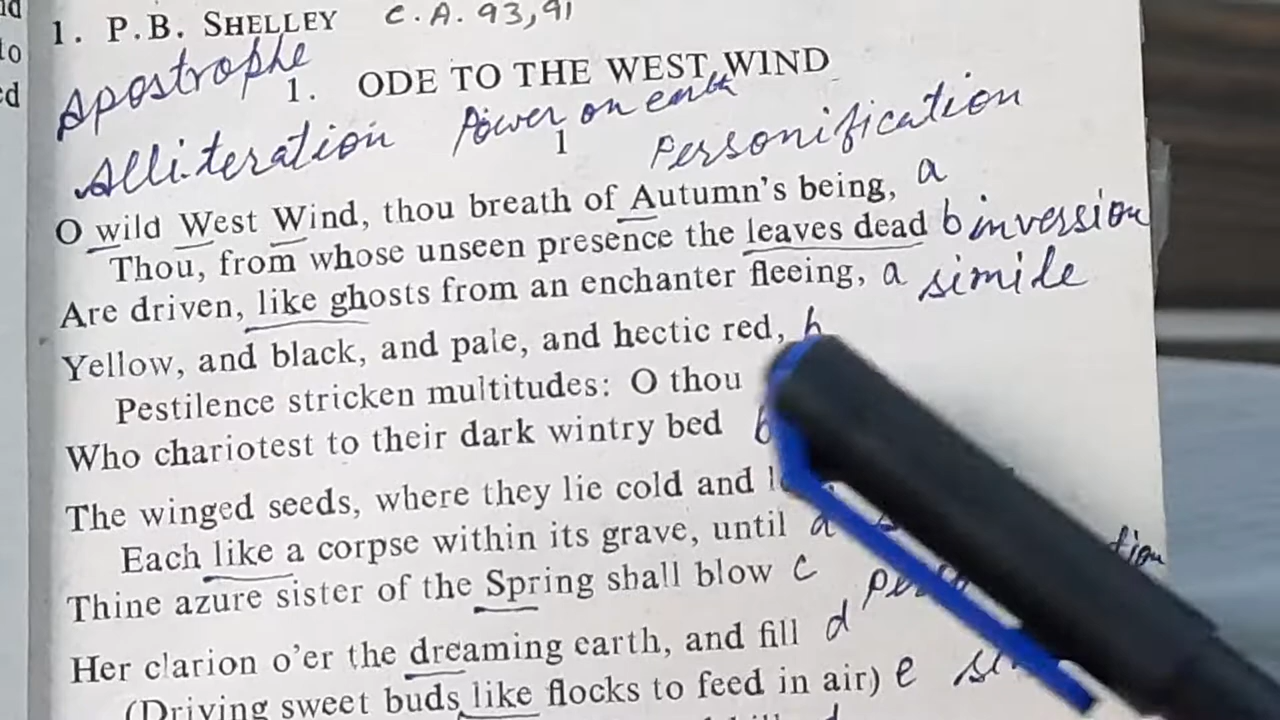 nd
to
ed
1. P.B. SHELLEY C.A. 93,91
Apostrophe
1. ODE TO THE WEST WIND
Alliteration Power on earth
1 Personification
O wild West Wind, thou breath of Autumn's being, a
Thou, from whose unseen presence the leaves dead b inversion
Are driven, like ghosts from an enchanter fleeing, a simile
Yellow, and black, and pale, and hectic red, b
Pestilence stricken multitudes: O thou
Who chariotest to their dark wintry bed b
The winged seeds, where they lie cold and
Each like a corpse within its grave, until d
Thine azure sister of the Spring shall blow c
Her clarion o'er the dreaming earth, and fill d
(Driving sweet buds like flocks to feed in air) e